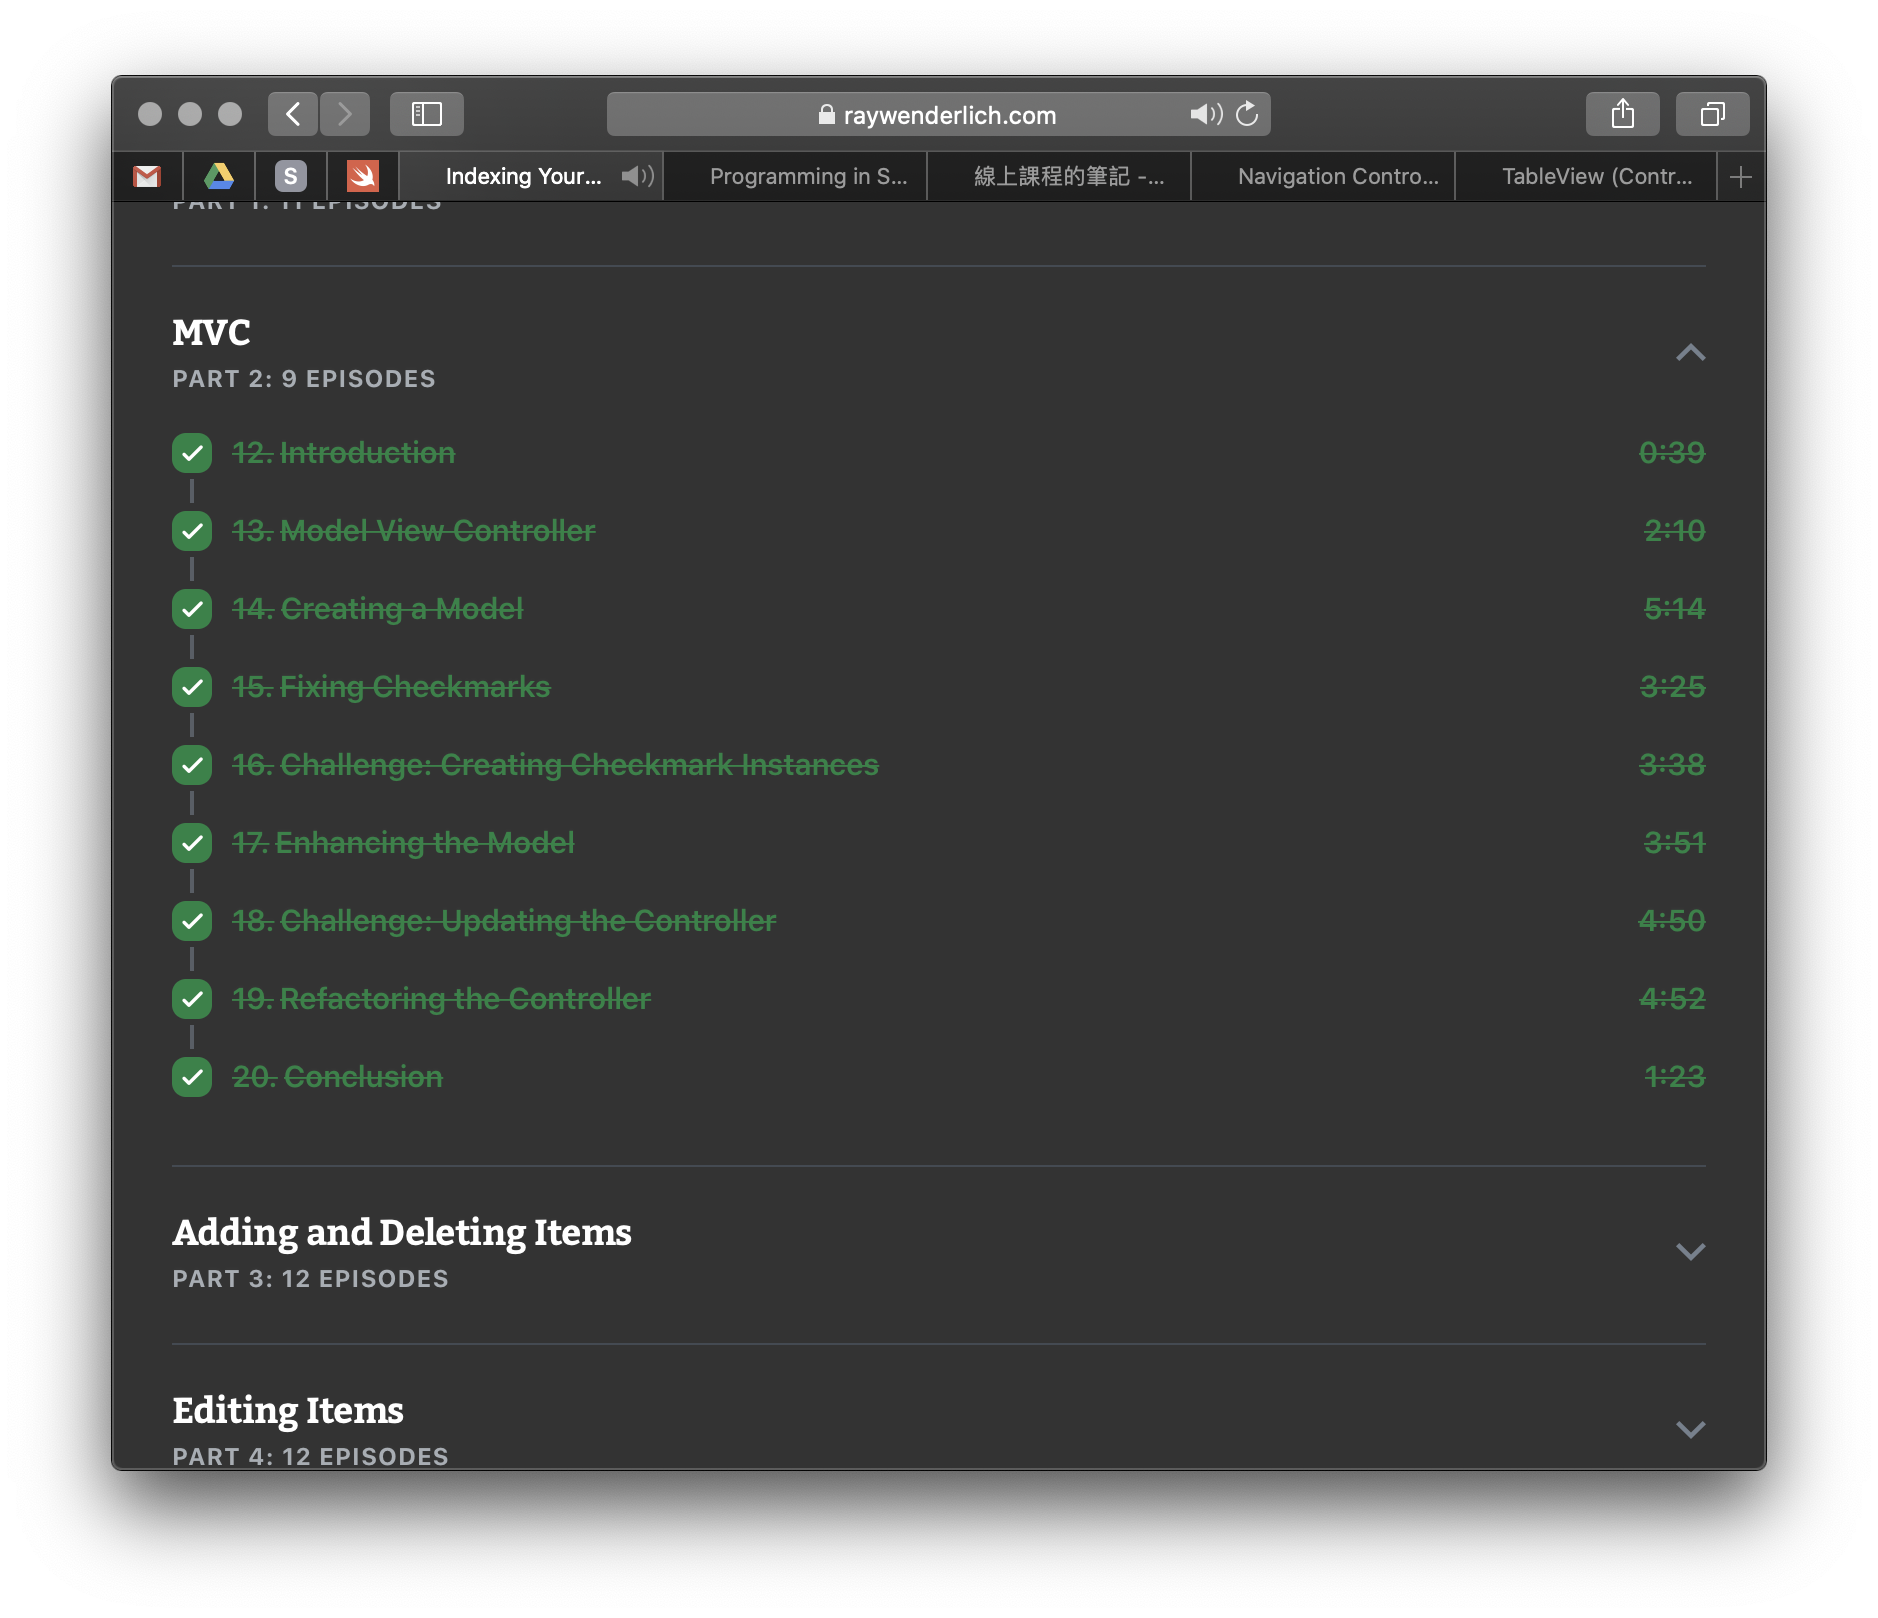 raywenderlich.com
S
Indexing Your...
Programming in S...
線上課程的筆記 -...
Navigation Contro...
TableView (Contr...
PART 1: 11 EPISODES
MVC
PART 2: 9 EPISODES
12. Introduction 0:39
13. Model View Controller 2:10
14. Creating a Model 5:14
15. Fixing Checkmarks 3:25
16. Challenge: Creating Checkmark Instances 3:38
17. Enhancing the Model 3:51
18. Challenge: Updating the Controller 4:50
19. Refactoring the Controller 4:52
20. Conclusion 1:23
Adding and Deleting Items
PART 3: 12 EPISODES
Editing Items
PART 4: 12 EPISODES